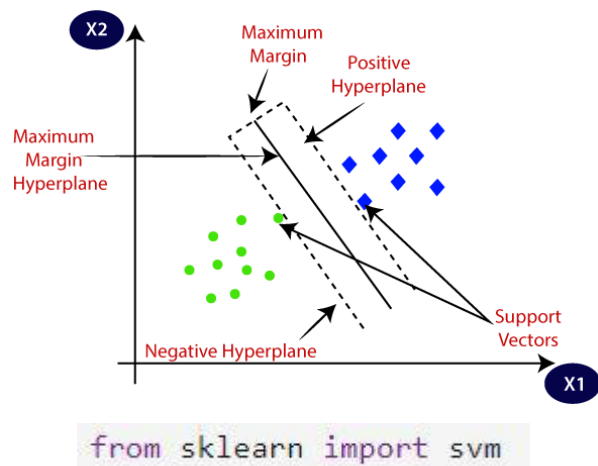 X2
Maximum
Margin
Positive
Hyperplane
Maximum
Margin
Hyperplane
Support
Vectors
Negative Hyperplane
X1
from sklearn import svm